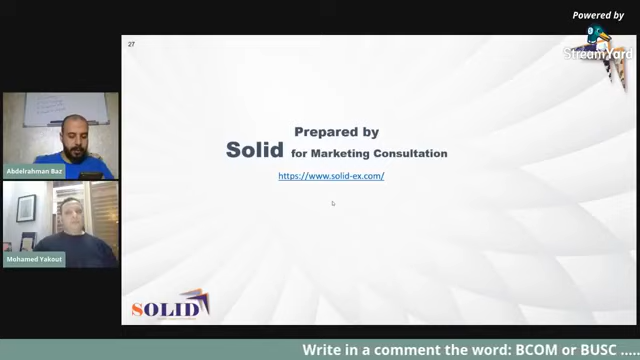 Powered by
StreamYard
27
Prepared by
Solid for Marketing Consultation
https://www.solid-ex.com/
Abdelrahman Baz
Mohamed Yakout
SOLID
Write in a comment the word: BCOM or BUSC .....